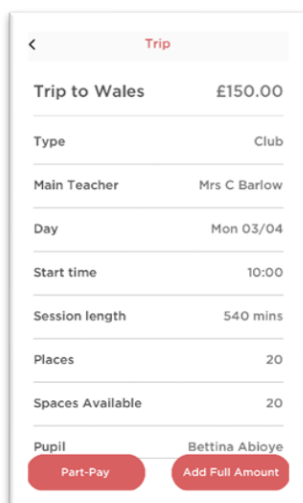 Trip
Trip to Wales £150.00
Type Club
Main Teacher Mrs C Barlow
Day Mon 03/04
Start time 10:00
Session length 540 mins
Places 20
Spaces Available 20
Pupil Bettina Abioye
Part-Pay Add Full Amount